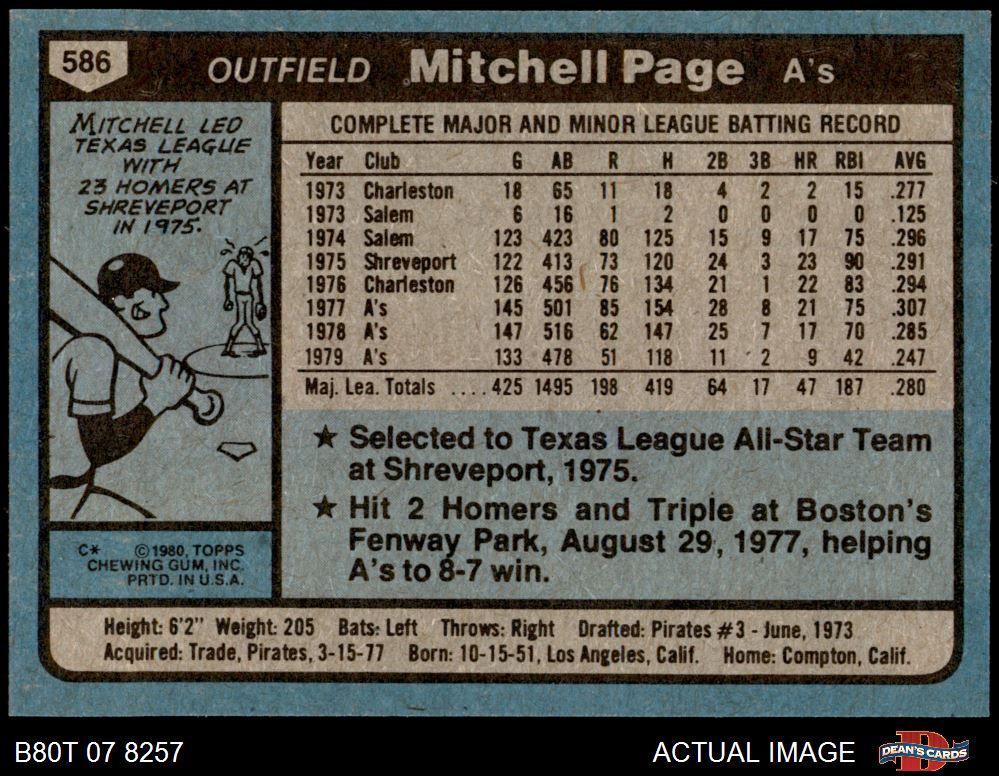 586
OUTFIELD Mitchell Page A's
MITCHELL LED
TEXAS LEAGUE
WITH
23 HOMERS AT
SHREVEPORT
IN 1975.
COMPLETE MAJOR AND MINOR LEAGUE BATTING RECORD
Year Club G AB R H 2B 3B HR RBI AVG
1973 Charleston 18 65 11 18 4 2 2 15 .277
1973 Salem 6 16 1 2 0 0 0 0 .125
1974 Salem 123 423 80 125 15 9 17 75 .296
1975 Shreveport 122 413 73 120 24 3 23 90 .291
1976 Charleston 126 456 76 134 21 1 22 83 .294
1977 A's 145 501 85 154 28 8 21 75 .307
1978 A's 147 516 62 147 25 7 17 70 .285
1979 A's 133 478 51 118 11 2 9 42 .247
Maj. Lea. Totals ....425 1495 198 419 64 17 47 187 .280
★ Selected to Texas League All-Star Team
at Shreveport, 1975.
★ Hit 2 Homers and Triple at Boston's
Fenway Park, August 29, 1977, helping
A's to 8-7 win.
C* ©1980, TOPPS
CHEWING GUM, INC.
PRTD. IN U.S.A.
Height: 6'2" Weight: 205 Bats: Left Throws: Right Drafted: Pirates #3 - June, 1973
Acquired: Trade, Pirates, 3-15-77 Born: 10-15-51, Los Angeles, Calif. Home: Compton, Calif.
B80T 07 8257 ACTUAL IMAGE DEAN'S CARDS